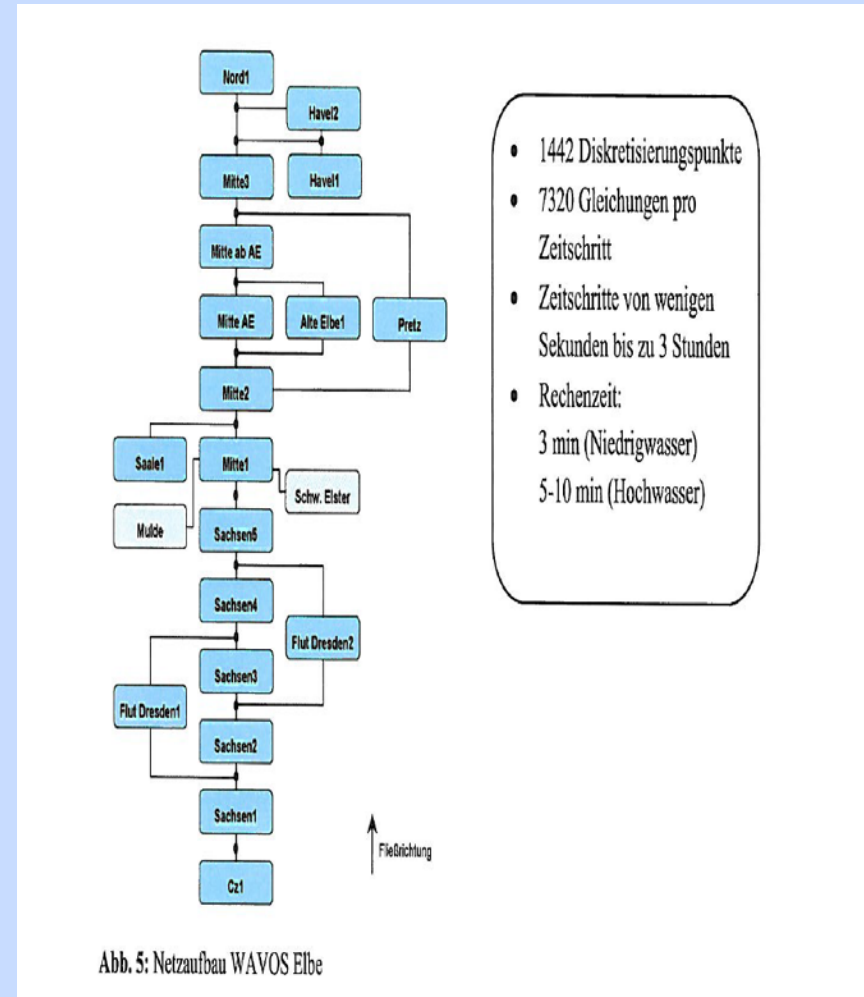 Nord1
Havel2
Mitte3
Havel1
Mitte ab AE
Mitte AE
Alte Elbe1
Pretz
Mitte2
Saale1
Mitte1
Schw. Elster
Mulde
Sachsen5
Sachsen4
Flut Dresden2
Sachsen3
Flut Dresden1
Sachsen2
Sachsen1
Fließrichtung
Cz1
• 1442 Diskretisierungspunkte
• 7320 Gleichungen pro
Zeitschritt
• Zeitschritte von wenigen
Sekunden bis zu 3 Stunden
• Rechenzeit:
3 min (Niedrigwasser)
5-10 min (Hochwasser)
Abb. 5: Netzaufbau WAVOS Elbe